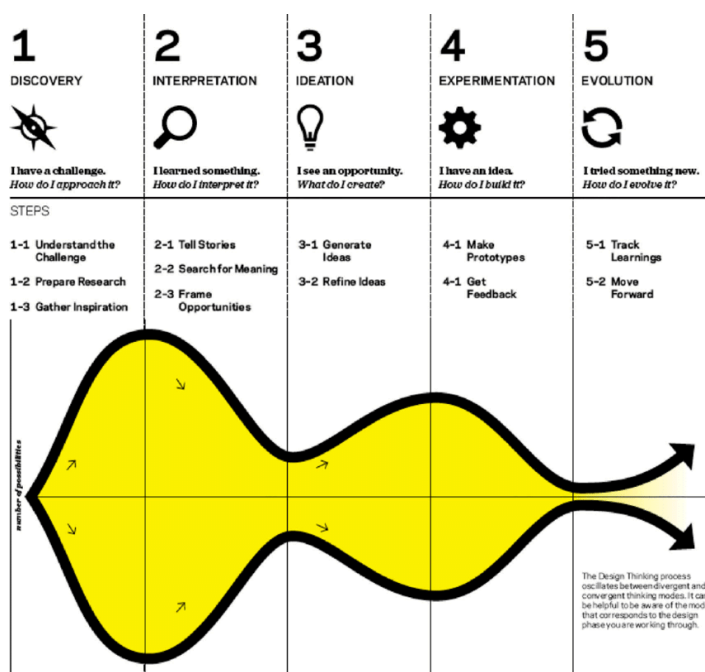 1
DISCOVERY
I have a challenge.
How do I approach it?
2
INTERPRETATION
I learned something.
How do I interpret it?
3
IDEATION
I see an opportunity.
What do I create?
4
EXPERIMENTATION
I have an idea.
How do I build it?
5
EVOLUTION
I tried something new.
How do I evolve it?
STEPS
1-1 Understand the
Challenge
1-2 Prepare Research
1-3 Gather Inspiration
2-1 Tell Stories
2-2 Search for Meaning
2-3 Frame
Opportunities
3-1 Generate
Ideas
3-2 Refine Ideas
4-1 Make
Prototypes
4-1 Get
Feedback
5-1 Track
Learnings
5-2 Move
Forward
number of possibilities
The Design Thinking process
oscillates between divergent and
convergent thinking modes. It can
be helpful to be aware of the mod
that corresponds to the design
phase you are working through.